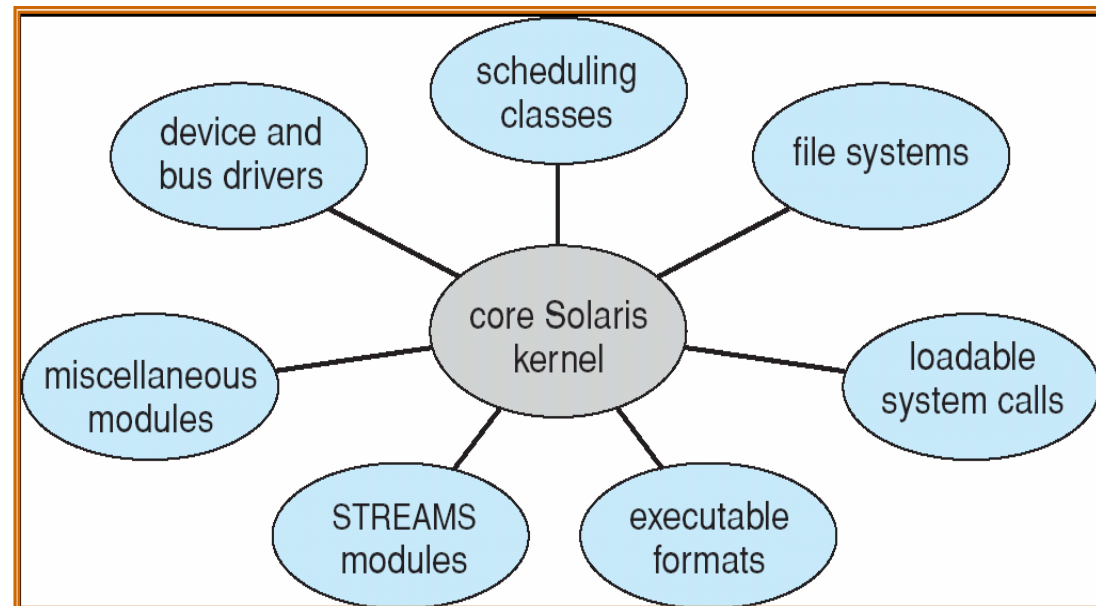 scheduling
classes
device and
bus drivers
file systems
core Solaris
kernel
miscellaneous
modules
loadable
system calls
STREAMS
modules
executable
formats